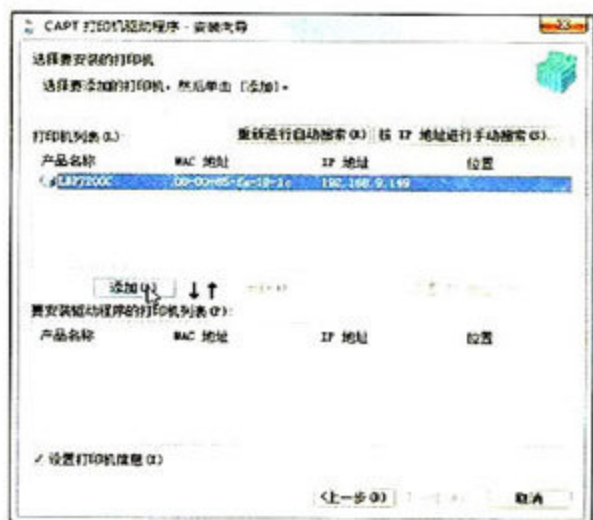 CAPT 打印机驱动程序 - 安装向导
选择要安装的打印机
选择要添加的打印机，然后单击 [添加]。
打印机列表(L): 重新进行自动搜索(R) 按 IP 地址进行手动搜索(S)...
产品名称 MAC 地址 IP 地址 位置
LBP7200C 192.168.9.149
添加 ↓↑
要安装驱动程序的打印机列表(P):
产品名称 MAC 地址 IP 地址 位置
✓ 设置打印机信息(I)
<上一步(B) 取消